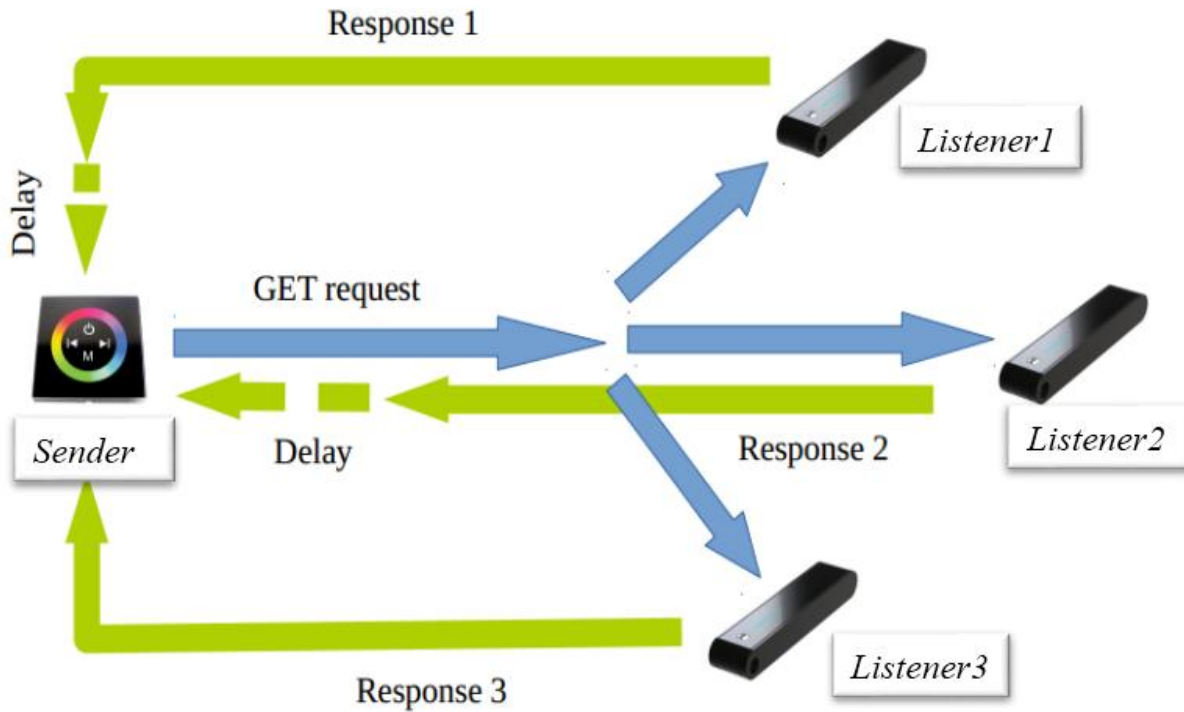 Response 1
Listener1
Delay
GET request
M
Sender
Delay
Response 2
Listener2
Response 3
Listener3